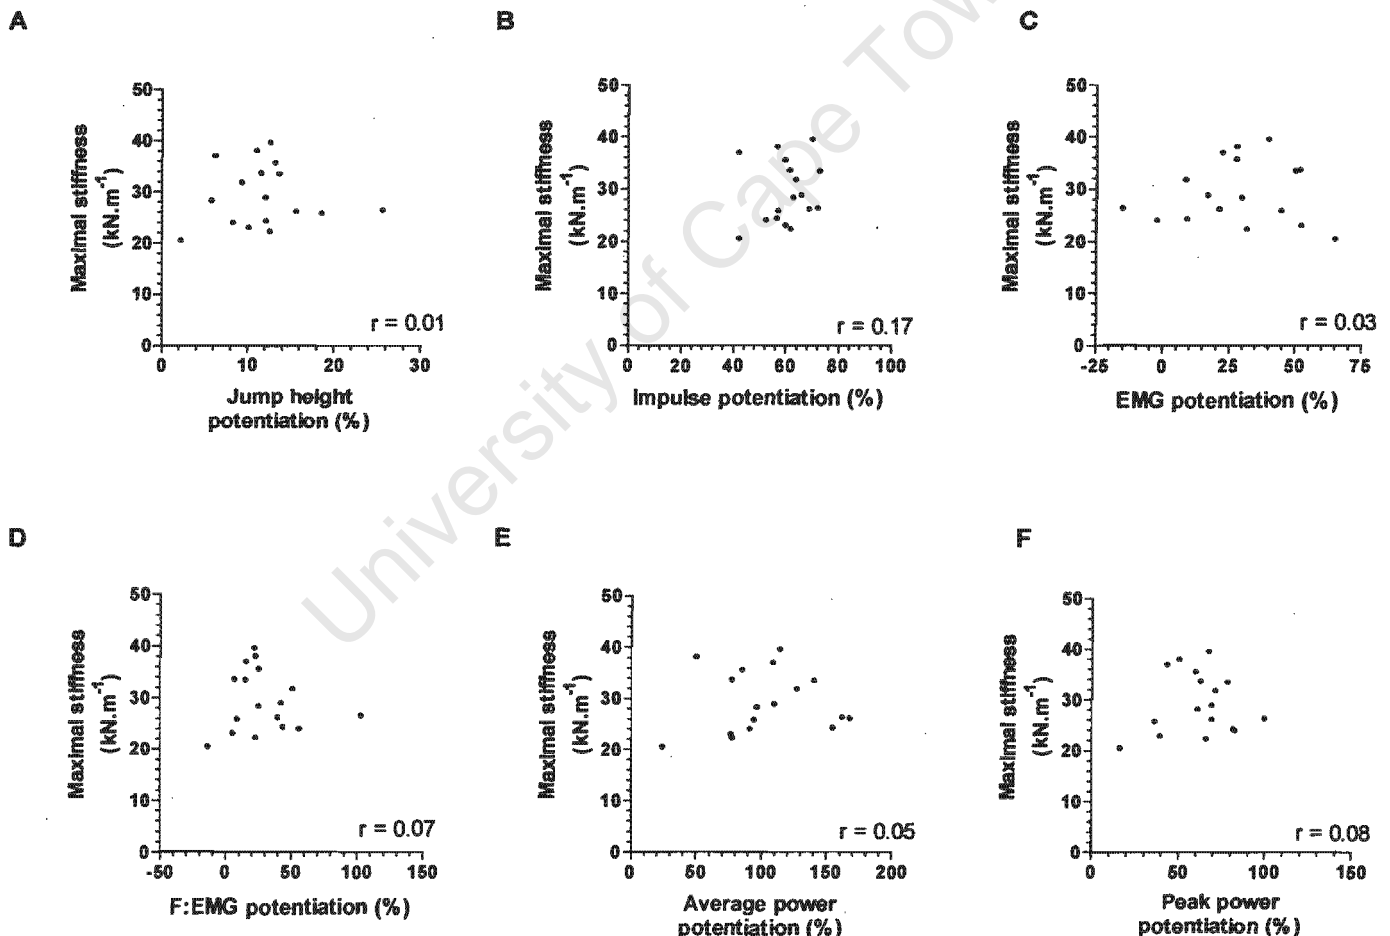 A
B
C
Maximal stiffness
(kN.m-1)
50
40
30
20
10
0
0
10
20
30
r = 0.01
Jump height
potentiation (%)
Maximal stiffness
(kN.m-1)
50
40
30
20
10
0
0
20
40
60
80
100
r = 0.17
Impulse potentiation (%)
Maximal stiffness
(kN.m-1)
50
40
30
20
10
0
-25
0
25
50
75
r = 0.03
EMG potentiation (%)
University of Cape Tow
D
E
F
Maximal stiffness
(kN.m-1)
50
40
30
20
10
0
-50
0
50
100
150
r = 0.07
F:EMG potentiation (%)
Maximal stiffness
(kN.m-1)
50
40
30
20
10
0
0
50
100
150
200
r = 0.05
Average power
potentiation (%)
Maximal stiffness
(kN.m-1)
50
40
30
20
10
0
0
50
100
150
r = 0.08
Peak power
potentiation (%)